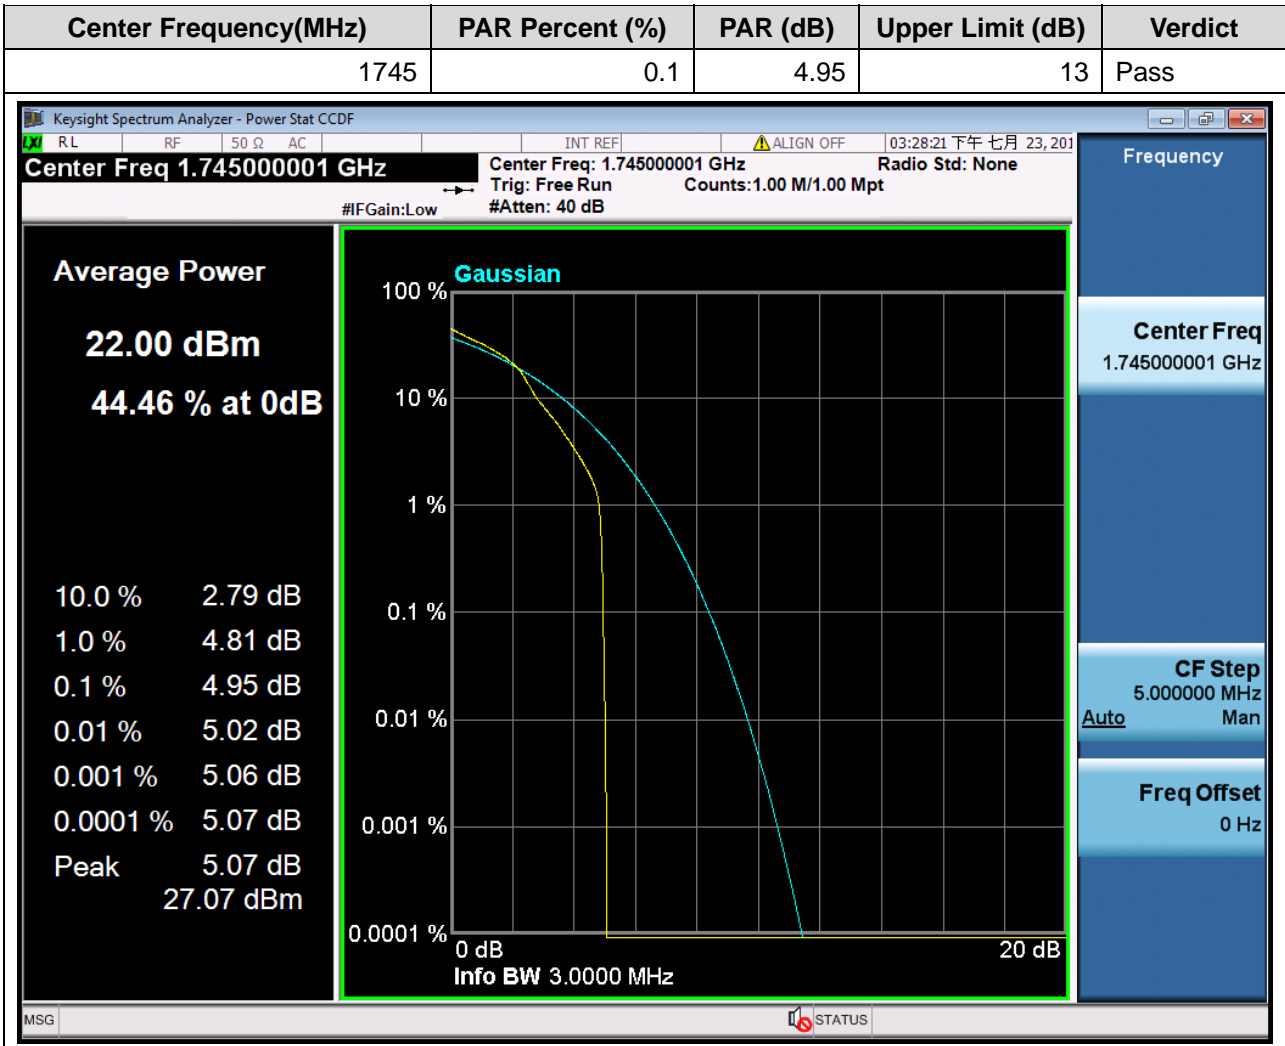 Center Frequency(MHz) PAR Percent (%) PAR (dB) Upper Limit (dB) Verdict
1745 0.1 4.95 13 Pass
Keysight Spectrum Analyzer - Power Stat CCDF
LXI RL RF 50 Ω AC INT REF ALIGN OFF 03:28:21 下午 七月 23, 201
Center Freq 1.745000001 GHz
Center Freq: 1.745000001 GHz Radio Std: None
Trig: Free Run Counts:1.00 M/1.00 Mpt
#IFGain:Low #Atten: 40 dB
Frequency
Average Power
22.00 dBm
44.46 % at 0dB
10.0 % 2.79 dB
1.0 % 4.81 dB
0.1 % 4.95 dB
0.01 % 5.02 dB
0.001 % 5.06 dB
0.0001 % 5.07 dB
Peak 5.07 dB
27.07 dBm
Gaussian
100 %
10 %
1 %
0.1 %
0.01 %
0.001 %
0.0001 %
0 dB 20 dB
Info BW 3.0000 MHz
Center Freq
1.745000001 GHz
CF Step
5.000000 MHz
Auto Man
Freq Offset
0 Hz
MSG STATUS